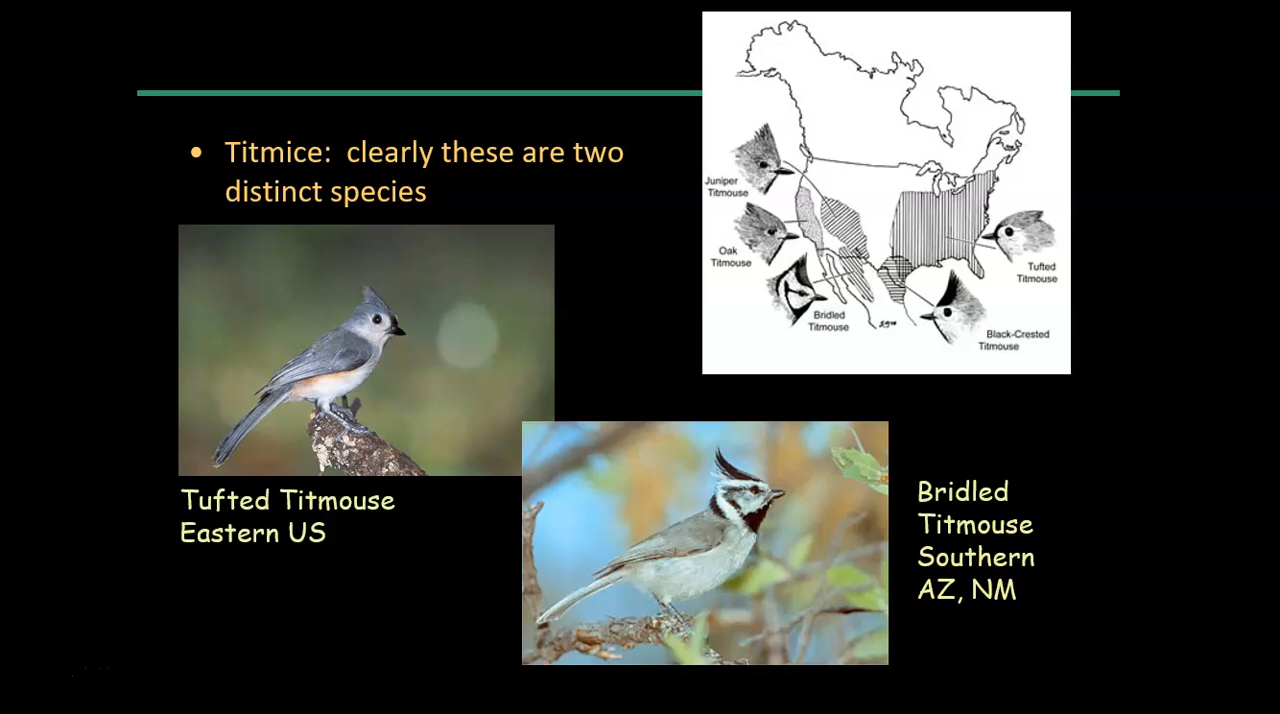 • Titmice:  clearly these are two
distinct species
Juniper
Titmouse
Oak
Titmouse
Bridled
Titmouse
Tufted
Titmouse
Black-Crested
Titmouse
Tufted Titmouse
Eastern US
Bridled
Titmouse
Southern
AZ, NM